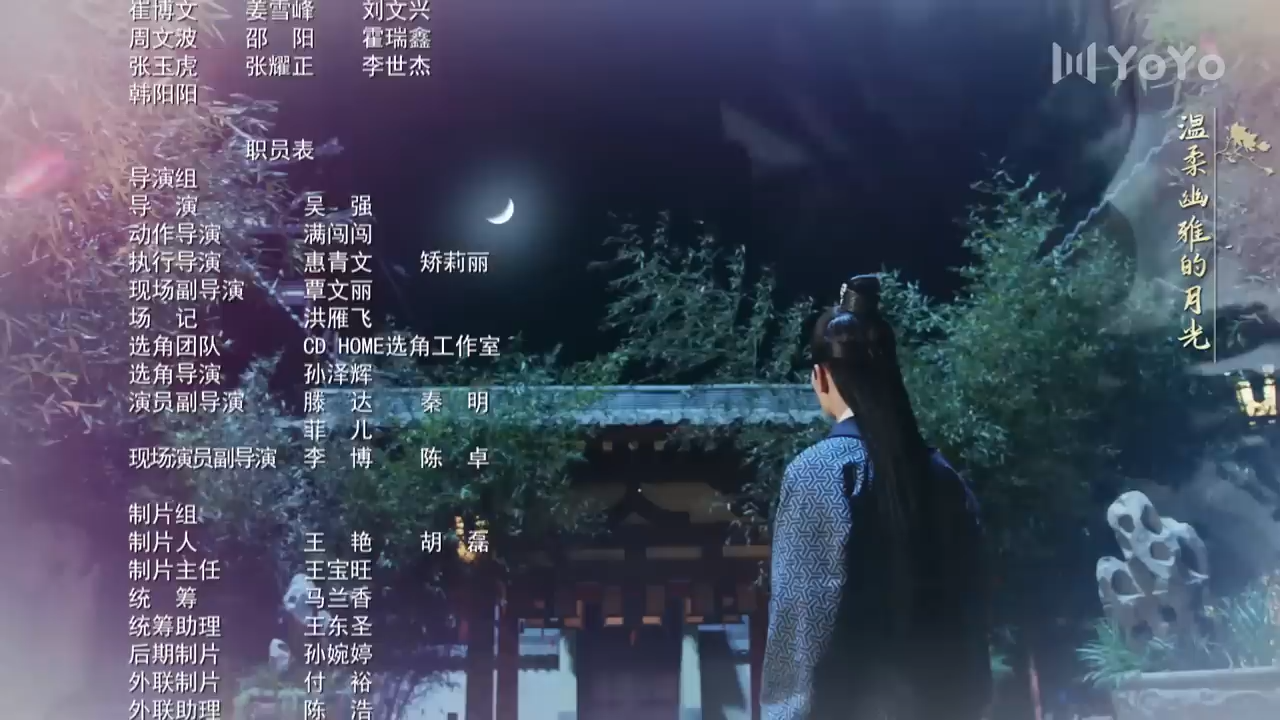 崔博文 姜雪峰 刘文兴
周文波 邵 阳 霍瑞鑫
张玉虎 张耀正 李世杰
韩阳阳
职员表
导演组
导 演 吴 强
动作导演 满闯闯
执行导演 惠青文 矫莉丽
现场副导演 覃文丽
场 记 洪雁飞
选角团队 CD HOME选角工作室
选角导演 孙泽辉
演员副导演 滕 达 秦 明
菲 儿
现场演员副导演 李 博 陈 卓
制片组
制片人 王 艳 胡 磊
制片主任 王宝旺
统 筹 马兰香
统筹助理 王东圣
后期制片 孙婉婷
外联制片 付 裕
外联助理 陈 浩
YoYo
温柔幽雅的月光